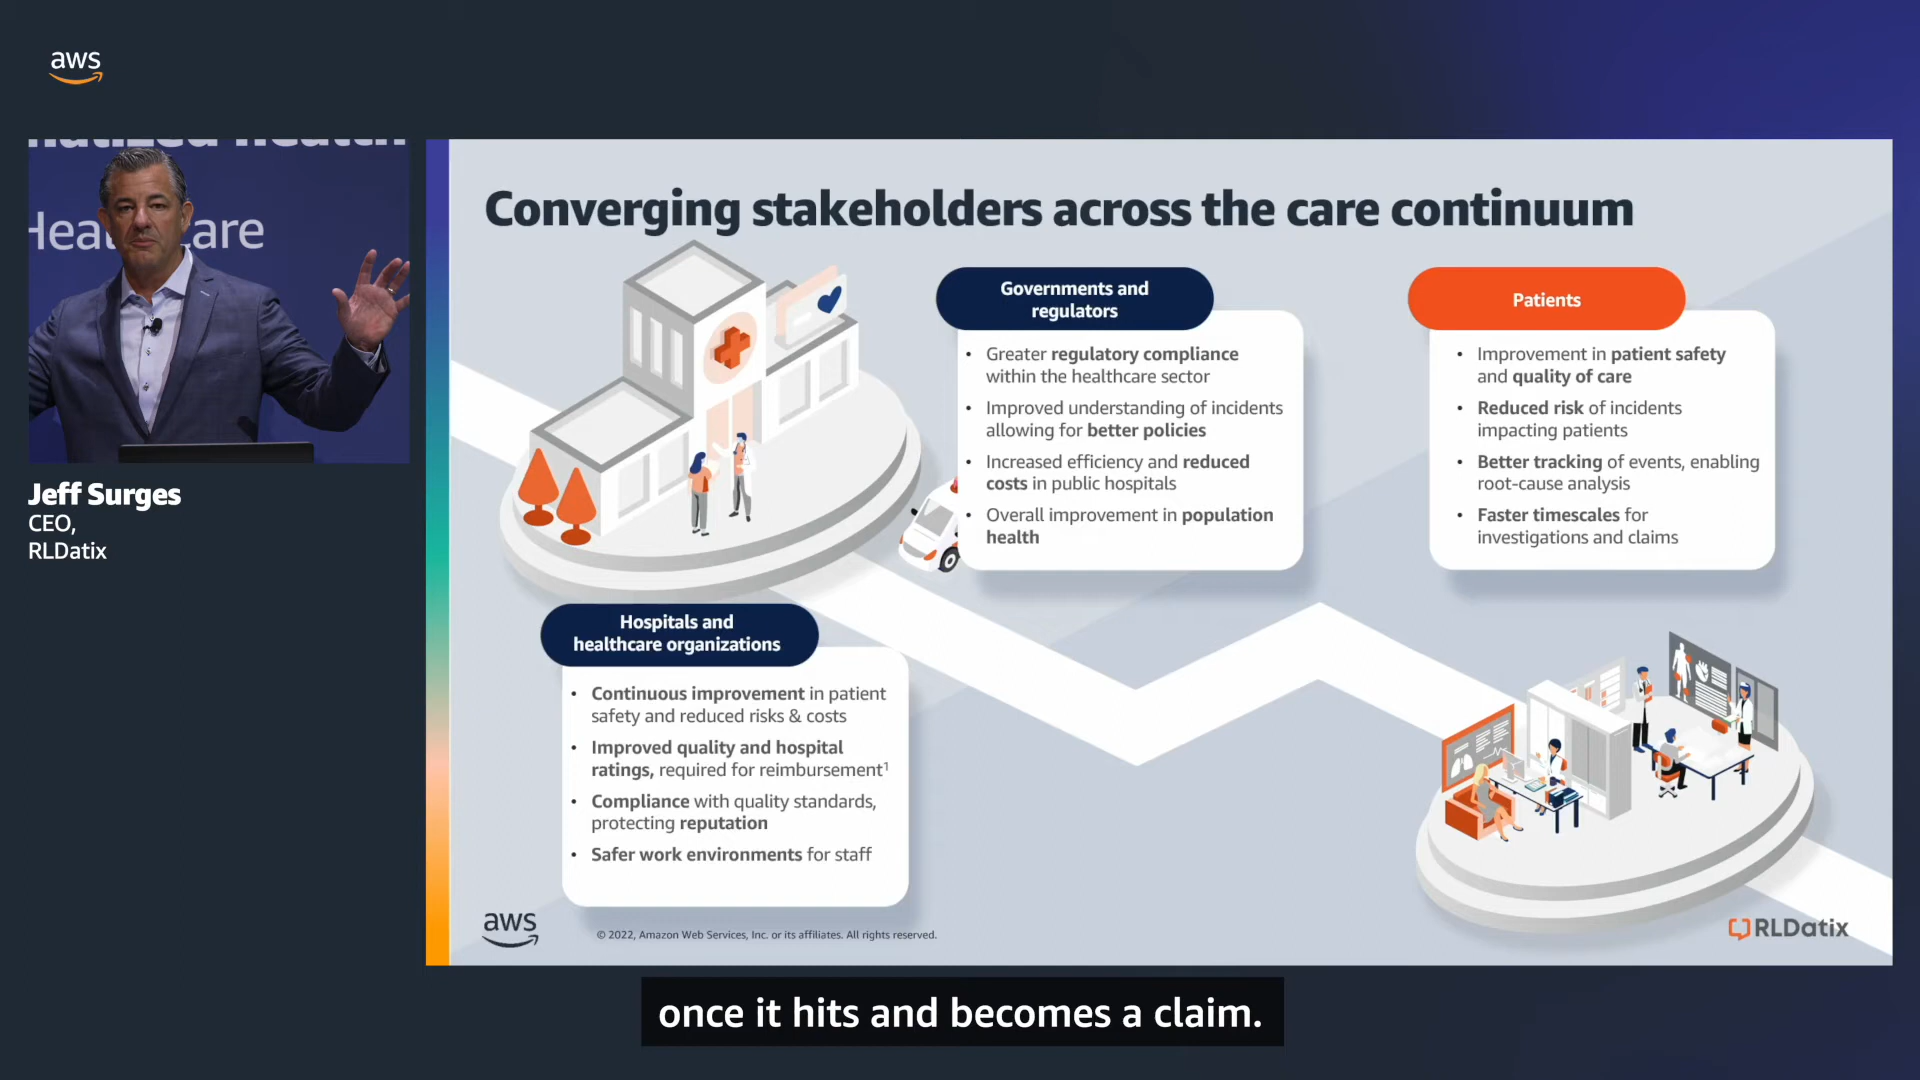 aws
Health
Care
Jeff Surges
CEO,
RLDatix
Converging stakeholders across the care continuum
Governments and
regulators
• Greater regulatory compliance
within the healthcare sector
• Improved understanding of incidents
allowing for better policies
• Increased efficiency and reduced
costs in public hospitals
• Overall improvement in population
health
Patients
• Improvement in patient safety
and quality of care
• Reduced risk of incidents
impacting patients
• Better tracking of events, enabling
root-cause analysis
• Faster timescales for
investigations and claims
Hospitals and
healthcare organizations
• Continuous improvement in patient
safety and reduced risks & costs
• Improved quality and hospital
ratings, required for reimbursement¹
• Compliance with quality standards,
protecting reputation
• Safer work environments for staff
aws
© 2022, Amazon Web Services, Inc. or its affiliates. All rights reserved.
RLDatix
once it hits and becomes a claim.